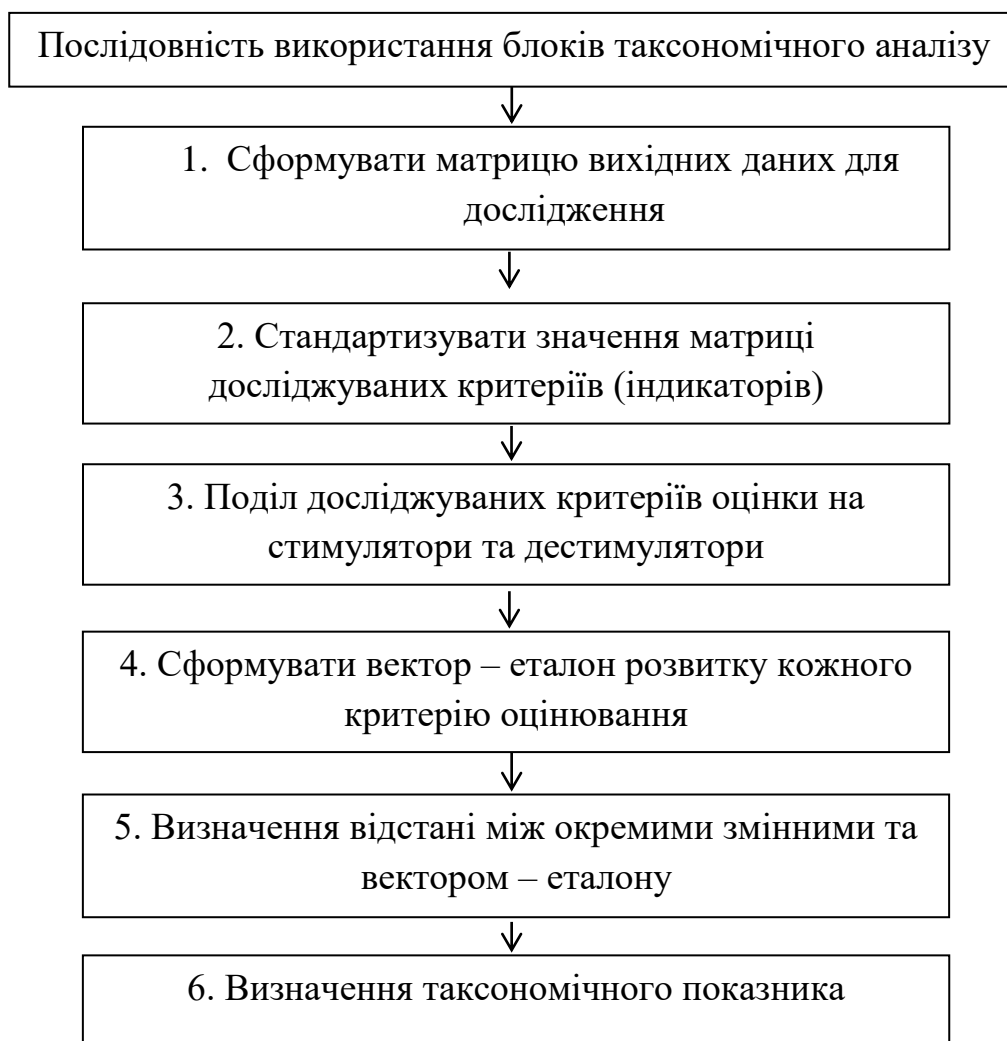 Послідовність використання блоків таксономічного аналізу
1. Сформувати матрицю вихідних даних для
дослідження
2. Стандартизувати значення матриці
досліджуваних критеріїв (індикаторів)
3. Поділ досліджуваних критеріїв оцінки на
стимулятори та дестимулятори
4. Сформувати вектор – еталон розвитку кожного
критерію оцінювання
5. Визначення відстані між окремими змінними та
вектором – еталону
6. Визначення таксономічного показника